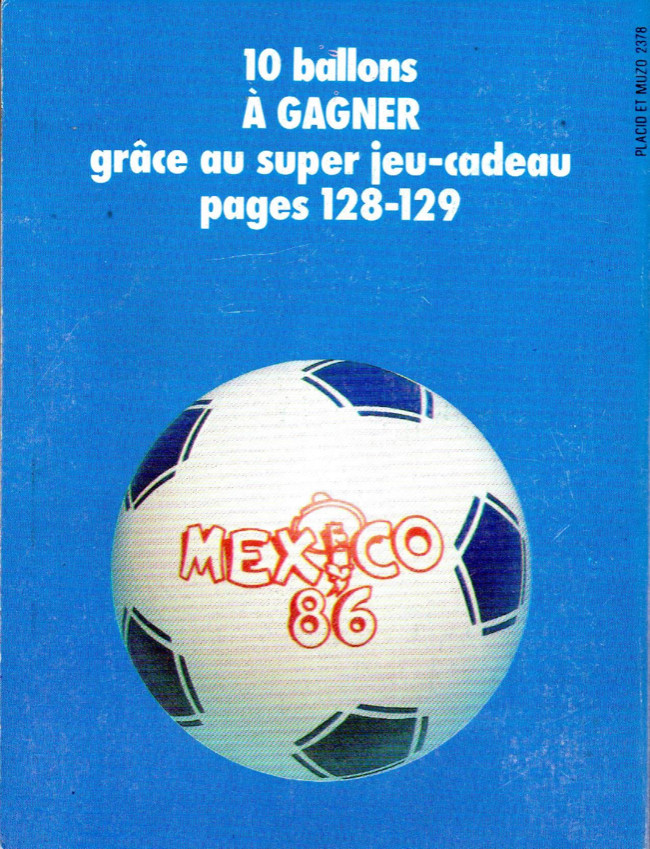 10 ballons
À GAGNER
grâce au super jeu-cadeau
pages 128-129
PLACID ET MUZO 2378
MEXICO
86